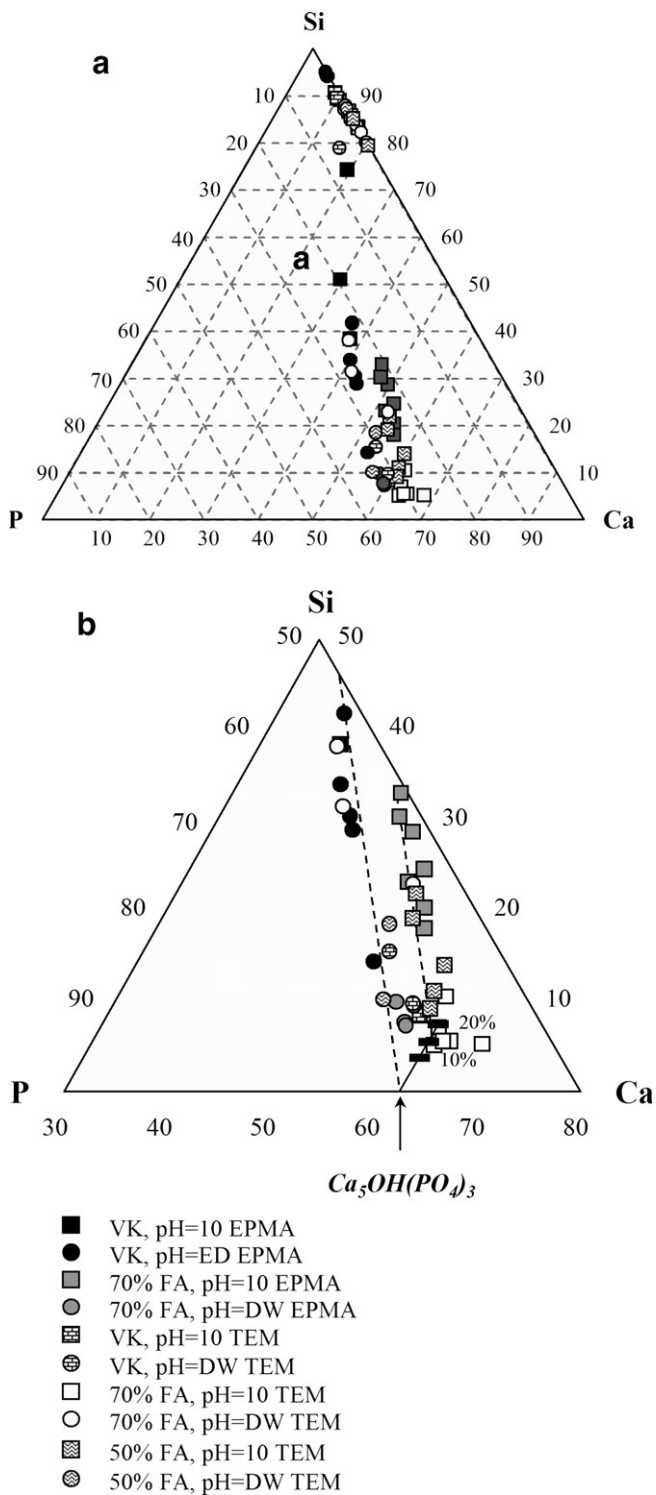 Si
a
10 90
20 80
30 70
40 60
a
50 50
60 40
70 30
80 20
90 10
P Ca
10 20 30 40 50 60 70 80 90
b
Si
50 50
60 40
70 30
80 20
90 10
20%
10%
P Ca
30 40 50 60 70 80
Ca₅OH(PO₄)₃
VK, pH=10 EPMA
VK, pH=ED EPMA
70% FA, pH=10 EPMA
70% FA, pH=DW EPMA
VK, pH=10 TEM
VK, pH=DW TEM
70% FA, pH=10 TEM
70% FA, pH=DW TEM
50% FA, pH=10 TEM
50% FA, pH=DW TEM